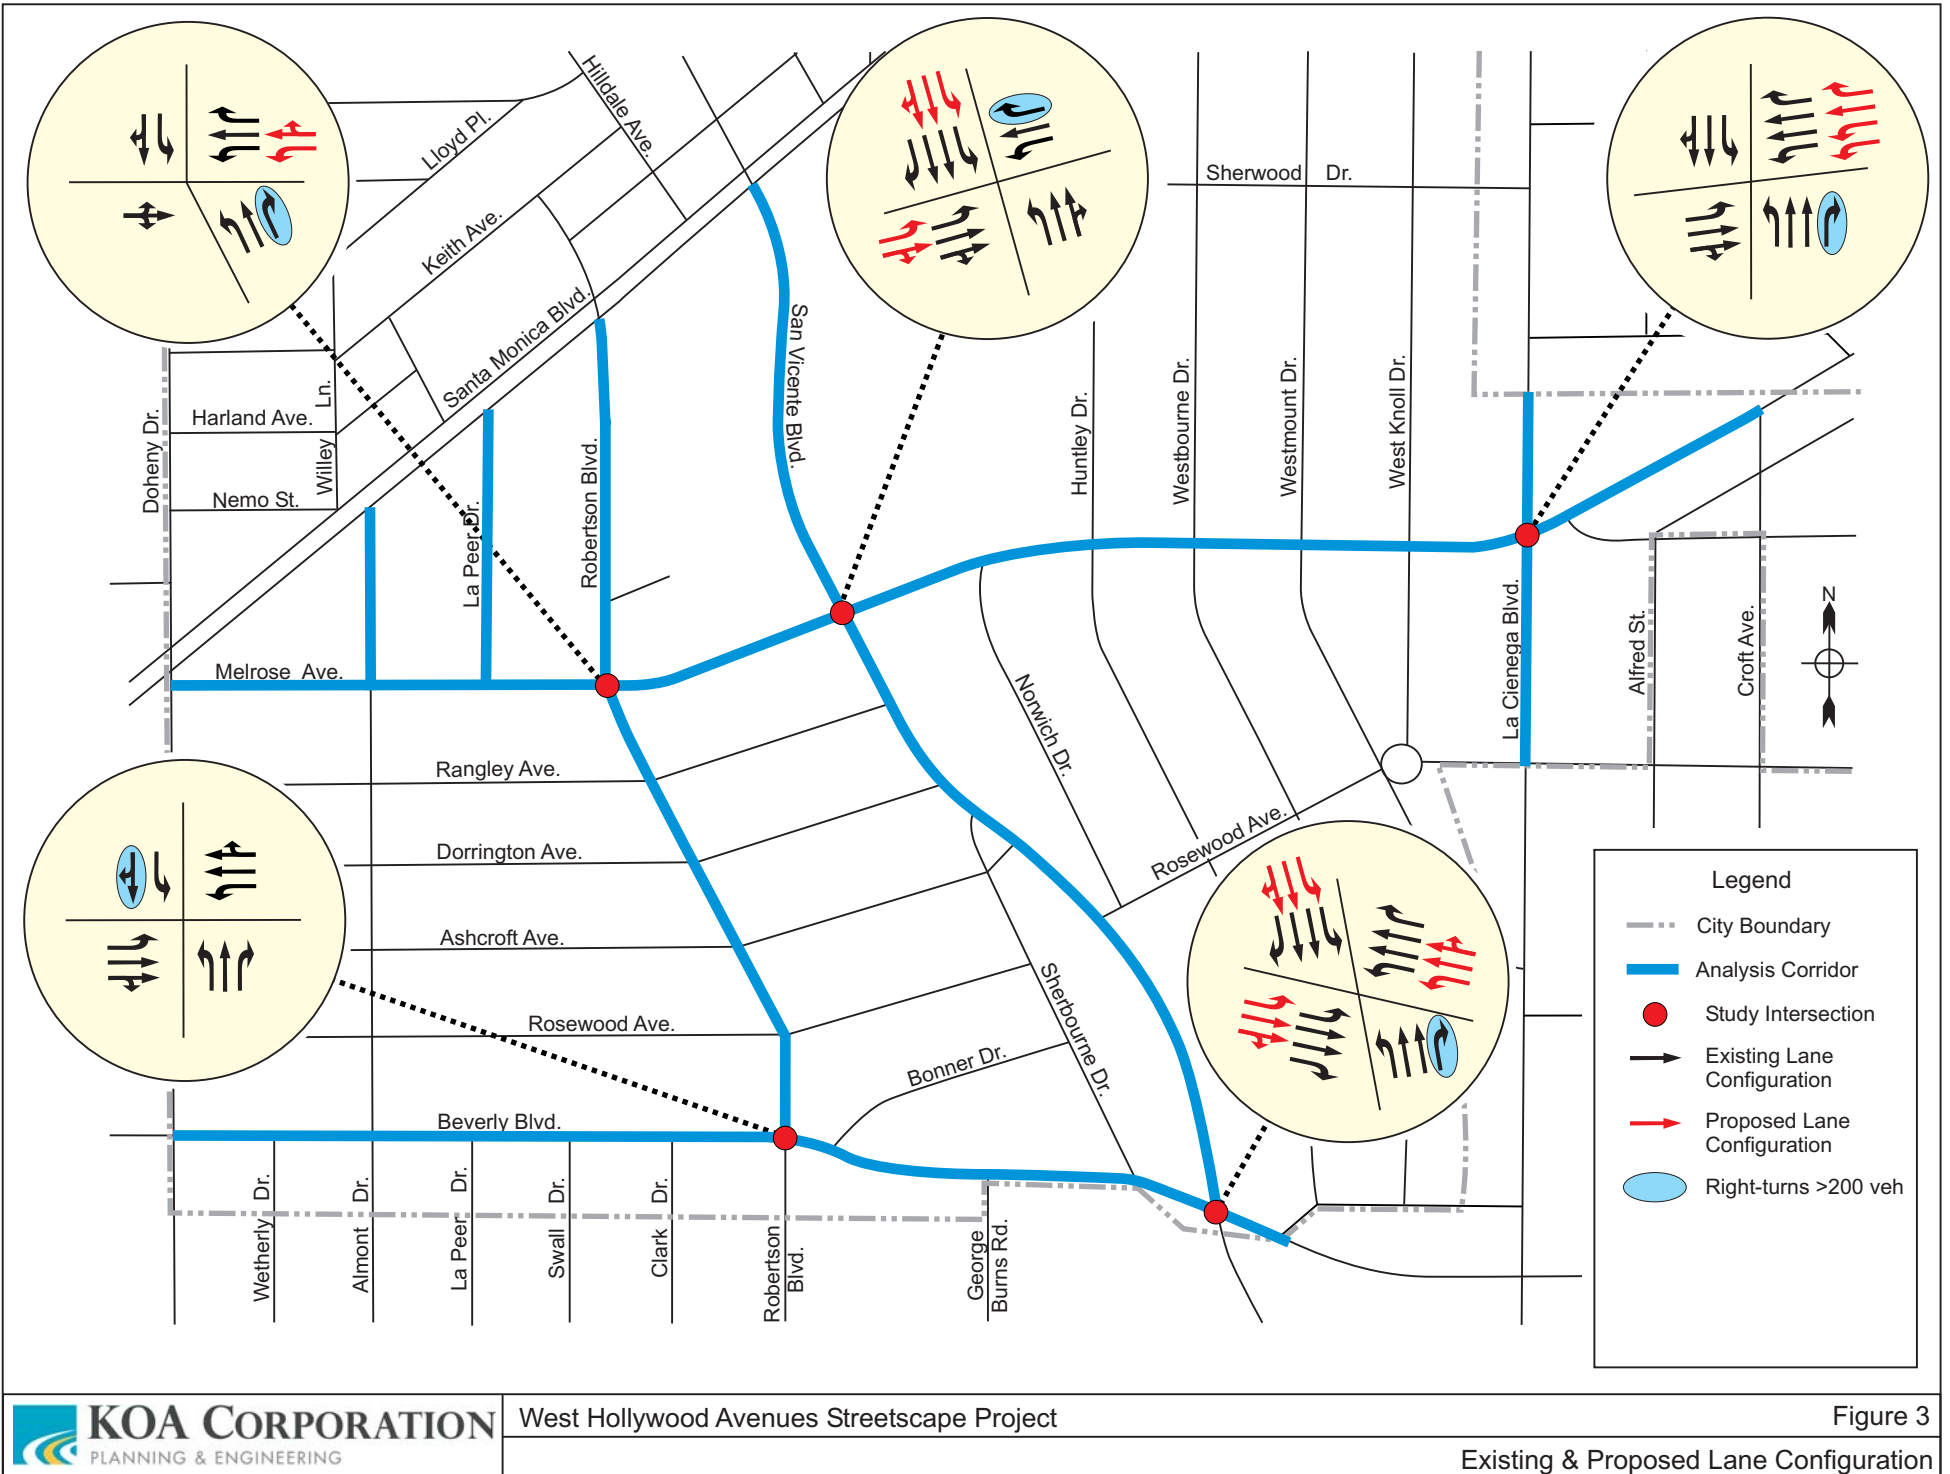 Hilldale Ave.
Lloyd Pl.
Keith Ave.
Santa Monica Blvd.
San Vicente Blvd.
Sherwood Dr.
Doheny Dr.
Harland Ave.
Willey Ln.
Nemo St.
La Peer Dr.
Robertson Blvd.
Huntley Dr.
Westbourne Dr.
Westmount Dr.
West Knoll Dr.
La Cienega Blvd.
Alfred St.
Croft Ave.
N
Melrose Ave.
Norwich Dr.
Rangley Ave.
Dorrington Ave.
Rosewood Ave.
Ashcroft Ave.
Sherbourne Dr.
Rosewood Ave.
Bonner Dr.
Beverly Blvd.
Wetherly Dr.
Almont Dr.
La Peer Dr.
Swall Dr.
Clark Dr.
Robertson
Blvd.
George
Burns Rd.
Legend
City Boundary
Analysis Corridor
Study Intersection
Existing Lane
Configuration
Proposed Lane
Configuration
Right-turns >200 veh
KOA CORPORATION
PLANNING & ENGINEERING
West Hollywood Avenues Streetscape Project
Figure 3
Existing & Proposed Lane Configuration